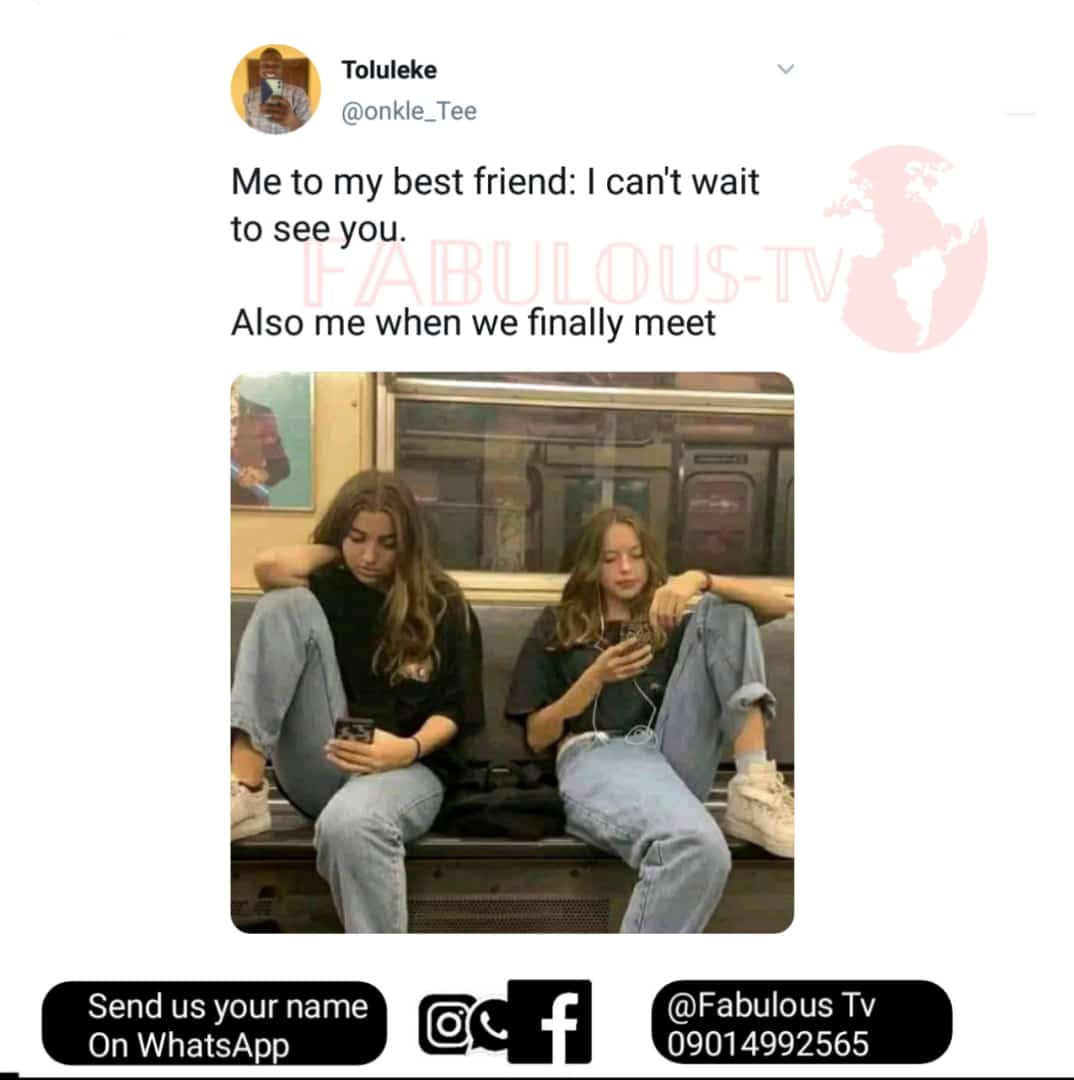 Toluleke
@onkle_Tee
Me to my best friend: I can't wait
to see you.
FABULOUS-TV
Also me when we finally meet
Send us your name
On WhatsApp
@Fabulous Tv
09014992565